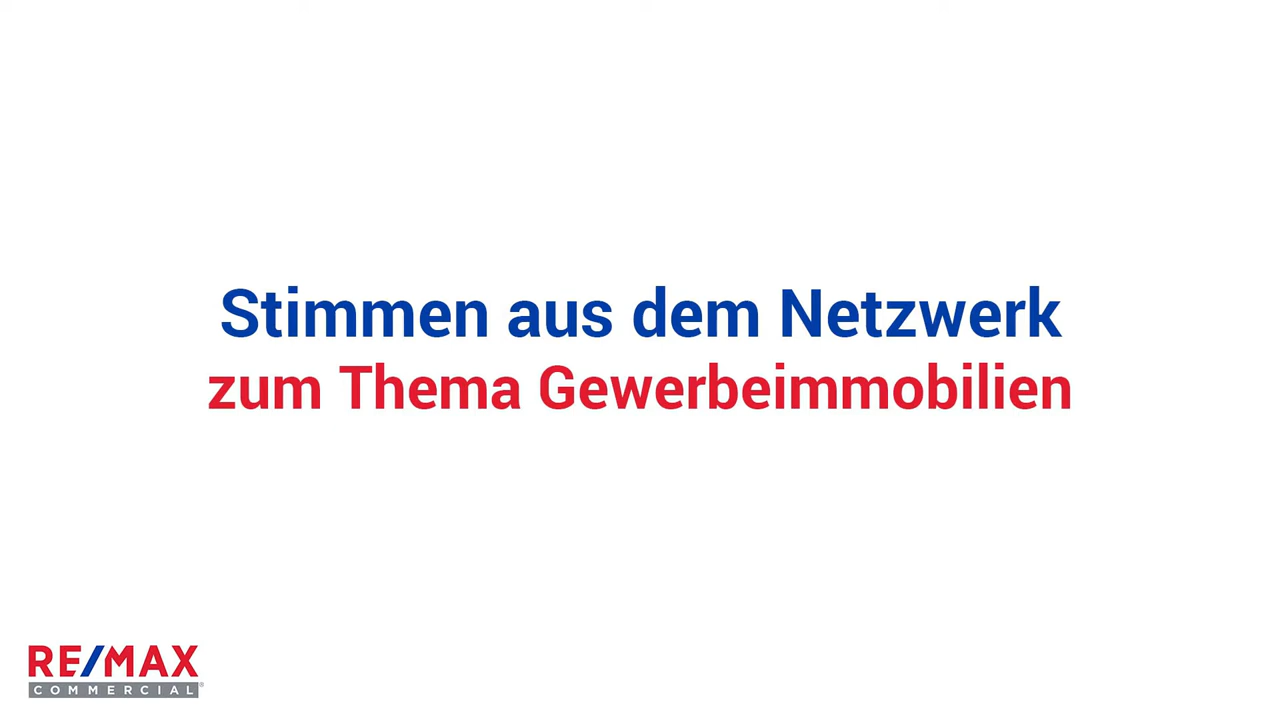 Stimmen aus dem Netzwerk
zum Thema Gewerbeimmobilien
RE/MAX
COMMERCIAL®